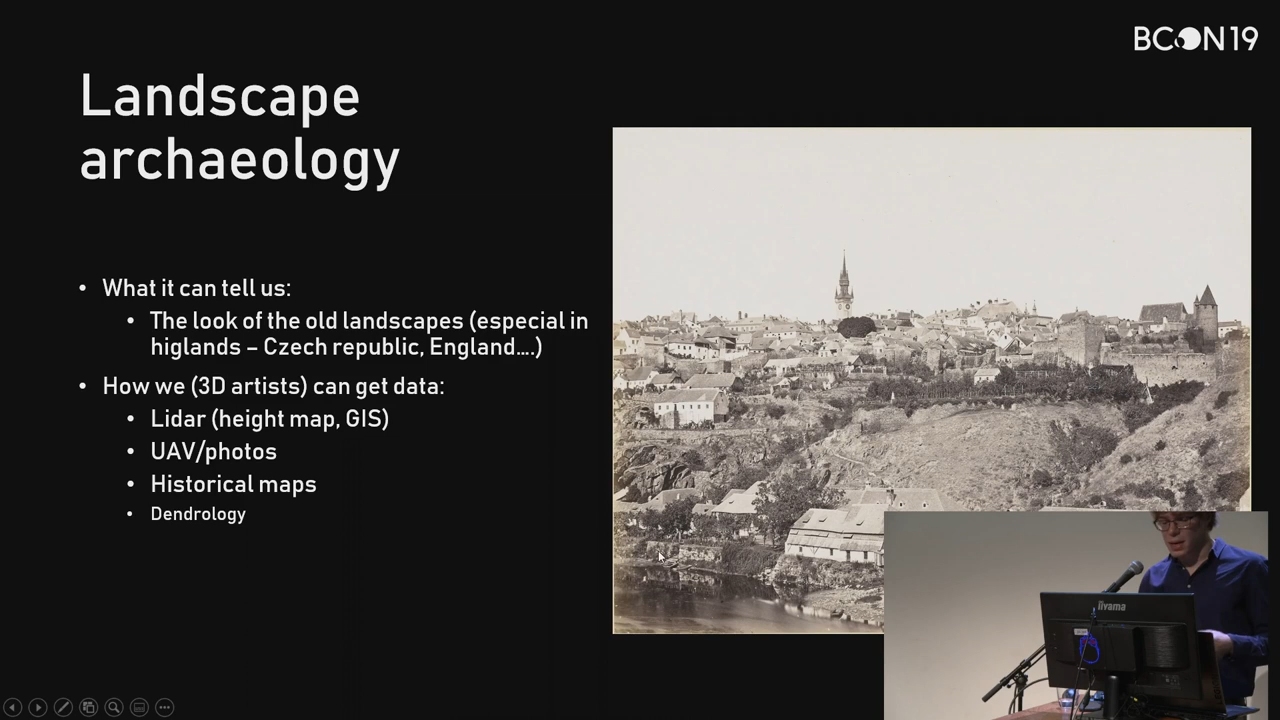 BCON19
Landscape
archaeology
• What it can tell us:
• The look of the old landscapes (especial in
higlands – Czech republic, England....)
• How we (3D artists) can get data:
• Lidar (height map, GIS)
• UAV/photos
• Historical maps
• Dendrology
iiyama